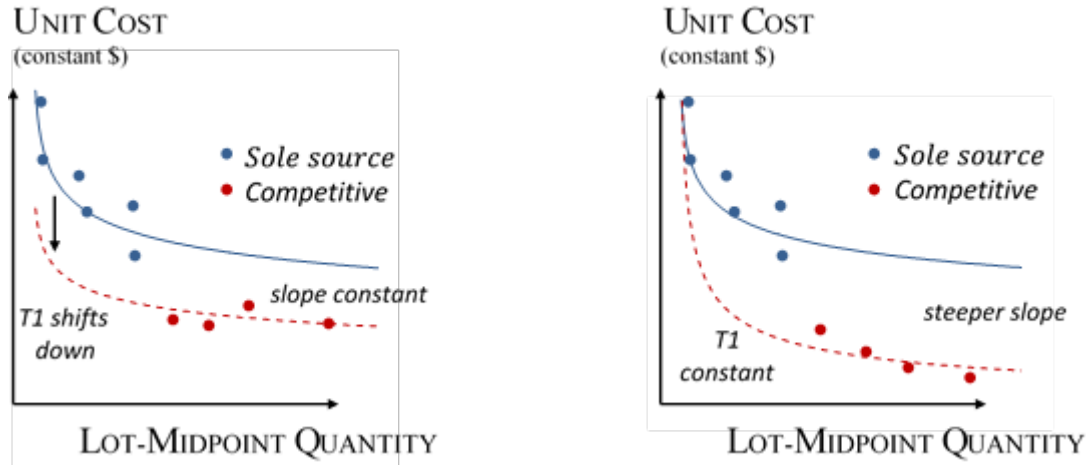 UNIT COST
(constant $)
Sole source
Competitive
slope constant
T1 shifts
down
LOT-MIDPOINT QUANTITY
UNIT COST
(constant $)
Sole source
Competitive
steeper slope
T1
constant
LOT-MIDPOINT QUANTITY